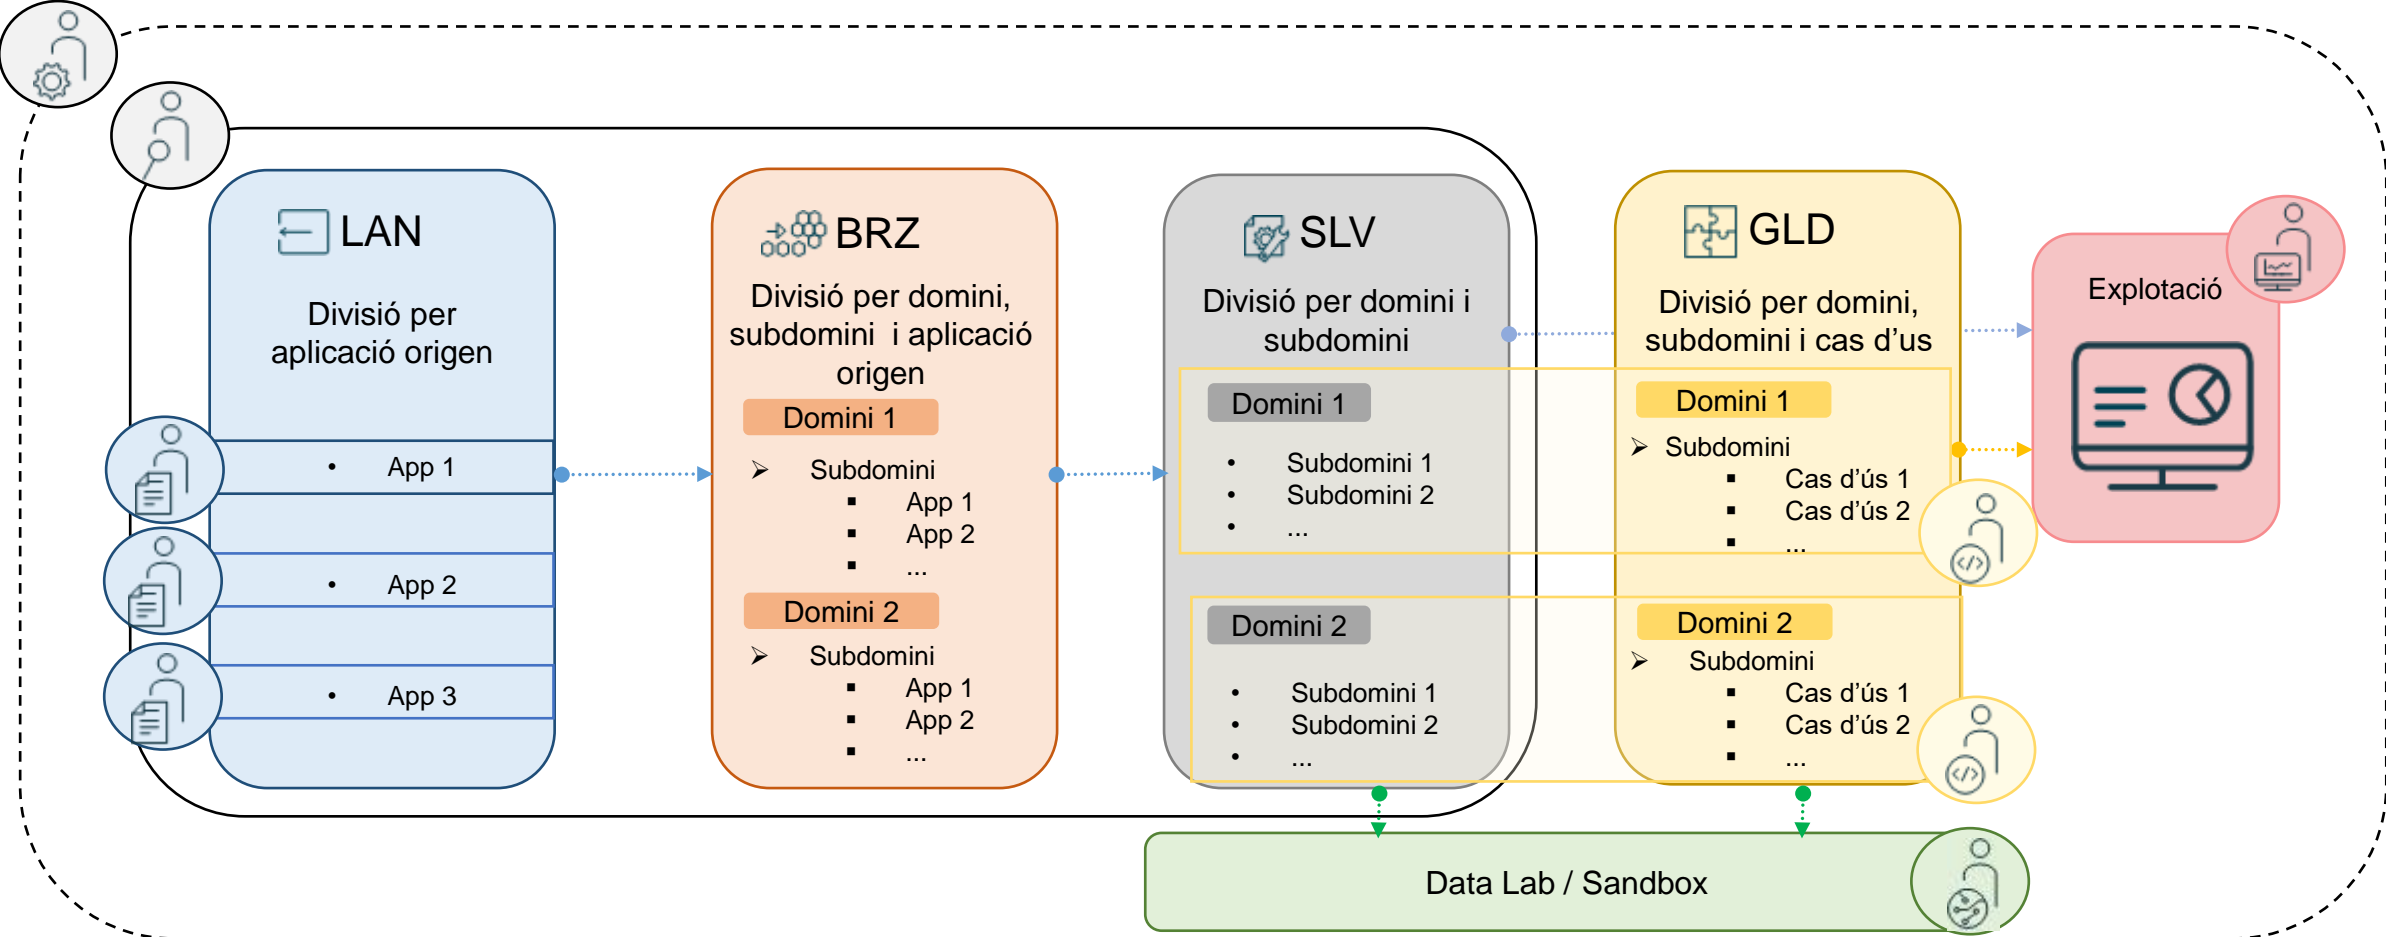 LAN
Divisió per
aplicació origen
• App 1
• App 2
• App 3
BRZ
Divisió per domini,
subdomini i aplicació
origen
Domini 1
➢ Subdomini
▪ App 1
▪ App 2
▪ ...
Domini 2
➢ Subdomini
▪ App 1
▪ App 2
▪ ...
SLV
Divisió per domini i
subdomini
Domini 1
• Subdomini 1
• Subdomini 2
• ...
Domini 2
• Subdomini 1
• Subdomini 2
• ...
GLD
Divisió per domini,
subdomini i cas d’us
Domini 1
➢ Subdomini
▪ Cas d’ús 1
▪ Cas d’ús 2
▪ ...
Domini 2
➢ Subdomini
▪ Cas d’ús 1
▪ Cas d’ús 2
▪ ...
Explotació
Data Lab / Sandbox